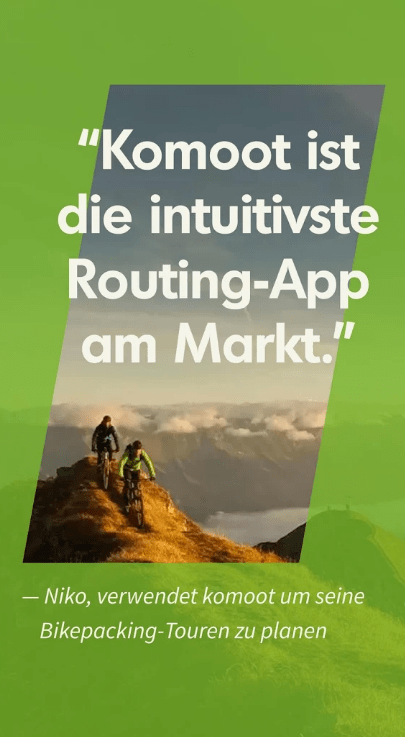 “Komoot ist
die intuitivste
Routing-App
am Markt.”
— Niko, verwendet komoot um seine
Bikepacking-Touren zu planen